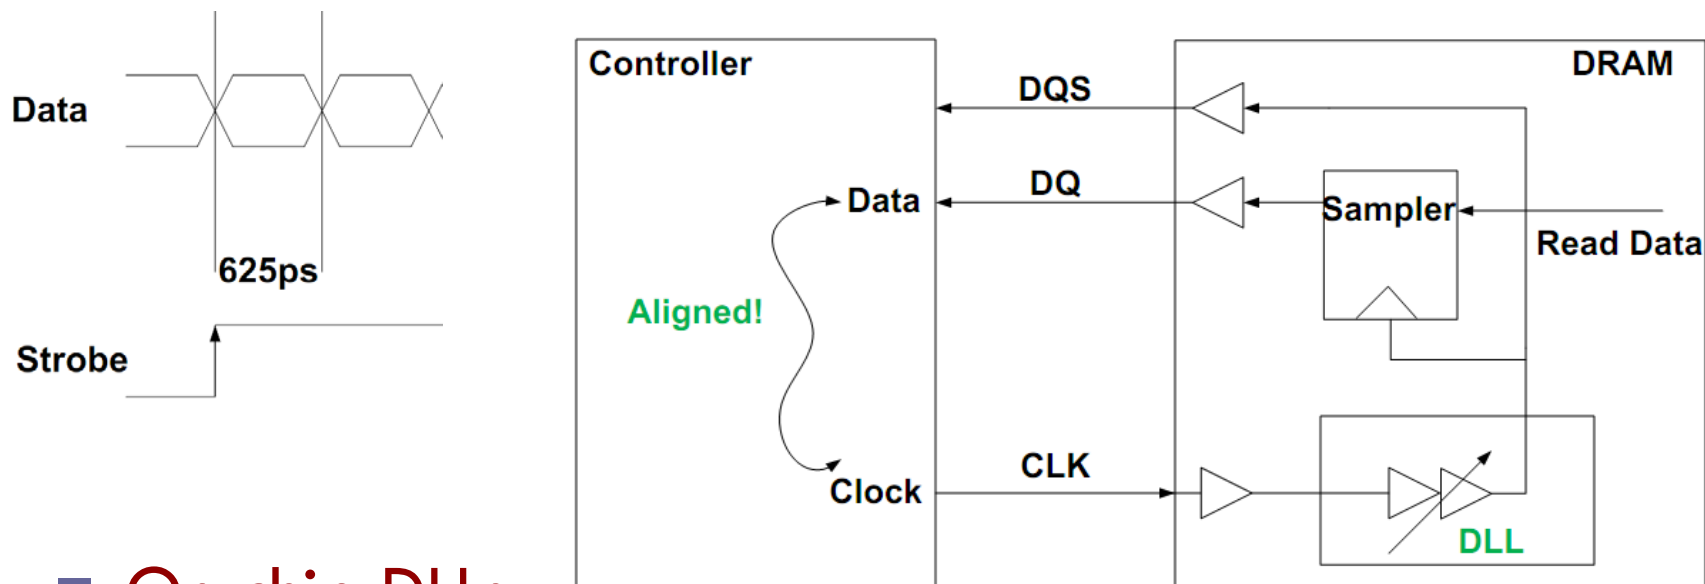 Data
625ps
Strobe
Controller
DRAM
DQS
DQ
Data
Sampler
Read Data
Aligned!
CLK
Clock
DLL